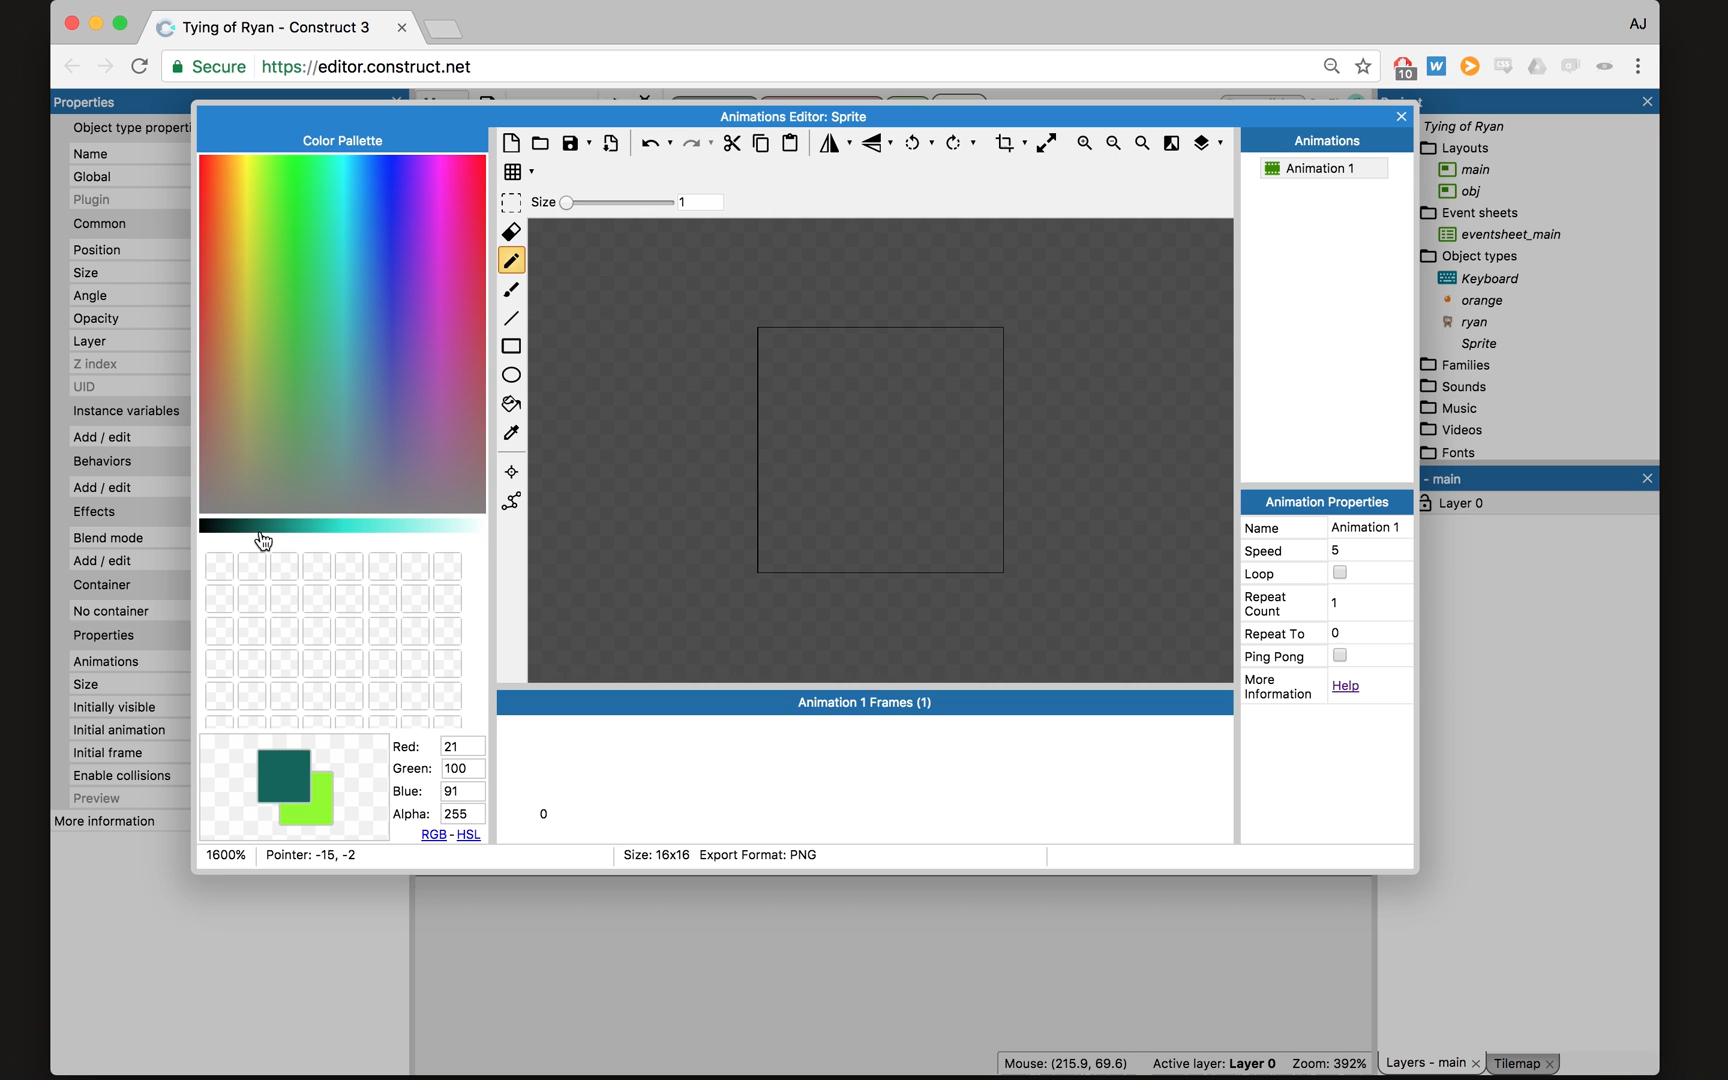 Tying of Ryan - Construct 3
AJ
Secure https://editor.construct.net
10
Properties
Object type properti
Name
Global
Plugin
Common
Position
Size
Angle
Opacity
Layer
Z index
UID
Instance variables
Add / edit
Behaviors
Add / edit
Effects
Blend mode
Add / edit
Container
No container
Properties
Animations
Size
Initially visible
Initial animation
Initial frame
Enable collisions
Preview
More information
Animations Editor: Sprite
Color Pallette
Size 1
Red: 21
Green: 100
Blue: 91
Alpha: 255
RGB - HSL
1600% Pointer: -15, -2 Size: 16x16 Export Format: PNG
Animation 1 Frames (1)
0
Animations
Animation 1
Animation Properties
Name Animation 1
Speed 5
Loop
Repeat
Count 1
Repeat To 0
Ping Pong
More
Information Help
Tying of Ryan
Layouts
main
obj
Event sheets
eventsheet_main
Object types
Keyboard
orange
ryan
Sprite
Families
Sounds
Music
Videos
Fonts
- main
Layer 0
Mouse: (215.9, 69.6) Active layer: Layer 0 Zoom: 392%
Layers - main Tilemap